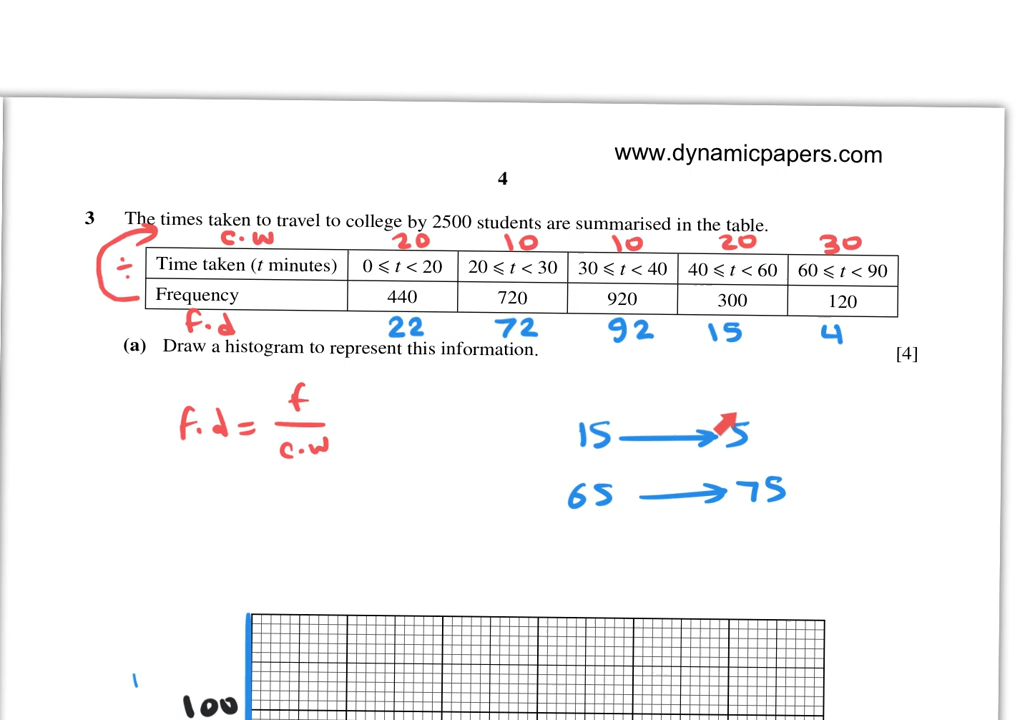 www.dynamicpapers.com
4
3 The times taken to travel to college by 2500 students are summarised in the table.
c.w 20 10 10 20 30
÷ Time taken (t minutes) 0 ⩽ t < 20 20 ⩽ t < 30 30 ⩽ t < 40 40 ⩽ t < 60 60 ⩽ t < 90
Frequency 440 720 920 300 120
f.d 22 72 92 15 4
(a) Draw a histogram to represent this information. [4]
f.d = f / c.w
15 → 5
65 → 75
100